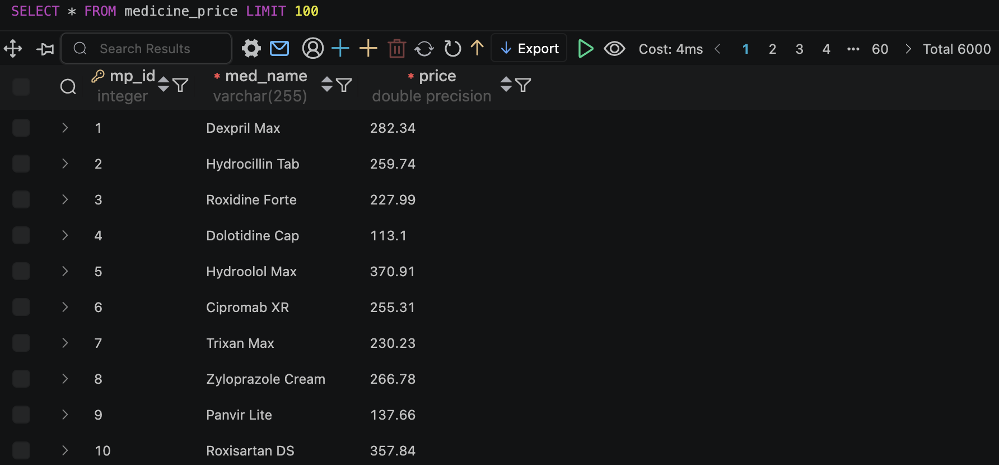 SELECT * FROM medicine_price LIMIT 100
Search Results Export Cost: 4ms 1 2 3 4 ••• 60 Total 6000
mp_id * med_name * price
integer varchar(255) double precision
1 Dexpril Max 282.34
2 Hydrocillin Tab 259.74
3 Roxidine Forte 227.99
4 Dolotidine Cap 113.1
5 Hydroolol Max 370.91
6 Cipromab XR 255.31
7 Trixan Max 230.23
8 Zyloprazole Cream 266.78
9 Panvir Lite 137.66
10 Roxisartan DS 357.84